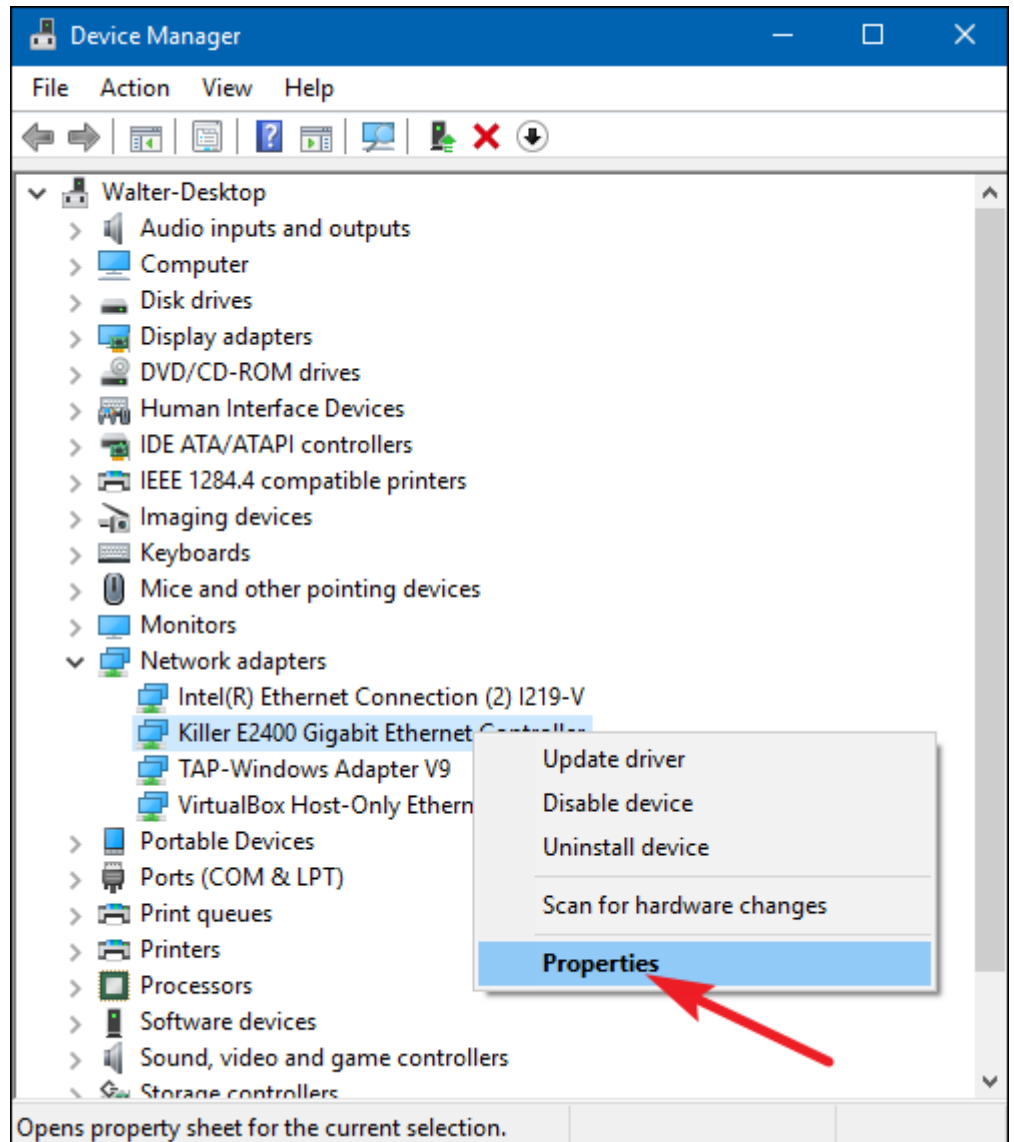 Device Manager
File Action View Help
Walter-Desktop
Audio inputs and outputs
Computer
Disk drives
Display adapters
DVD/CD-ROM drives
Human Interface Devices
IDE ATA/ATAPI controllers
IEEE 1284.4 compatible printers
Imaging devices
Keyboards
Mice and other pointing devices
Monitors
Network adapters
Intel(R) Ethernet Connection (2) I219-V
Killer E2400 Gigabit Ethernet Controller
TAP-Windows Adapter V9
VirtualBox Host-Only Ethern
Portable Devices
Ports (COM & LPT)
Print queues
Printers
Processors
Software devices
Sound, video and game controllers
Storage controllers
Update driver
Disable device
Uninstall device
Scan for hardware changes
Properties
Opens property sheet for the current selection.